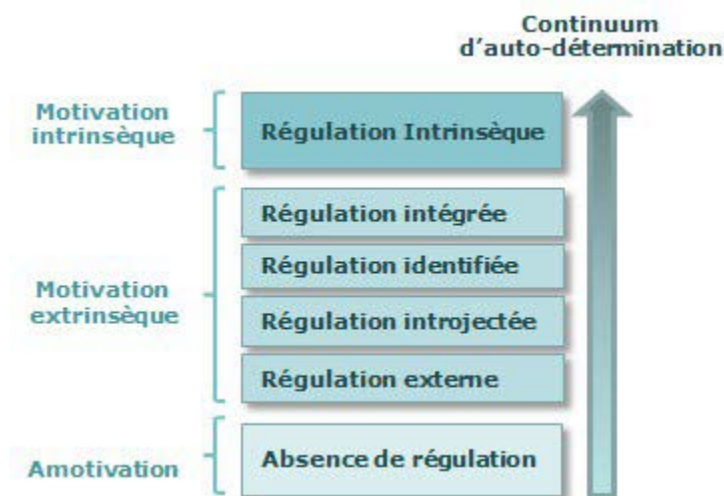 Continuum
d'auto-détermination
Motivation
intrinsèque
Régulation Intrinsèque
Régulation intégrée
Régulation identifiée
Motivation
extrinsèque
Régulation introjectée
Régulation externe
Amotivation
Absence de régulation